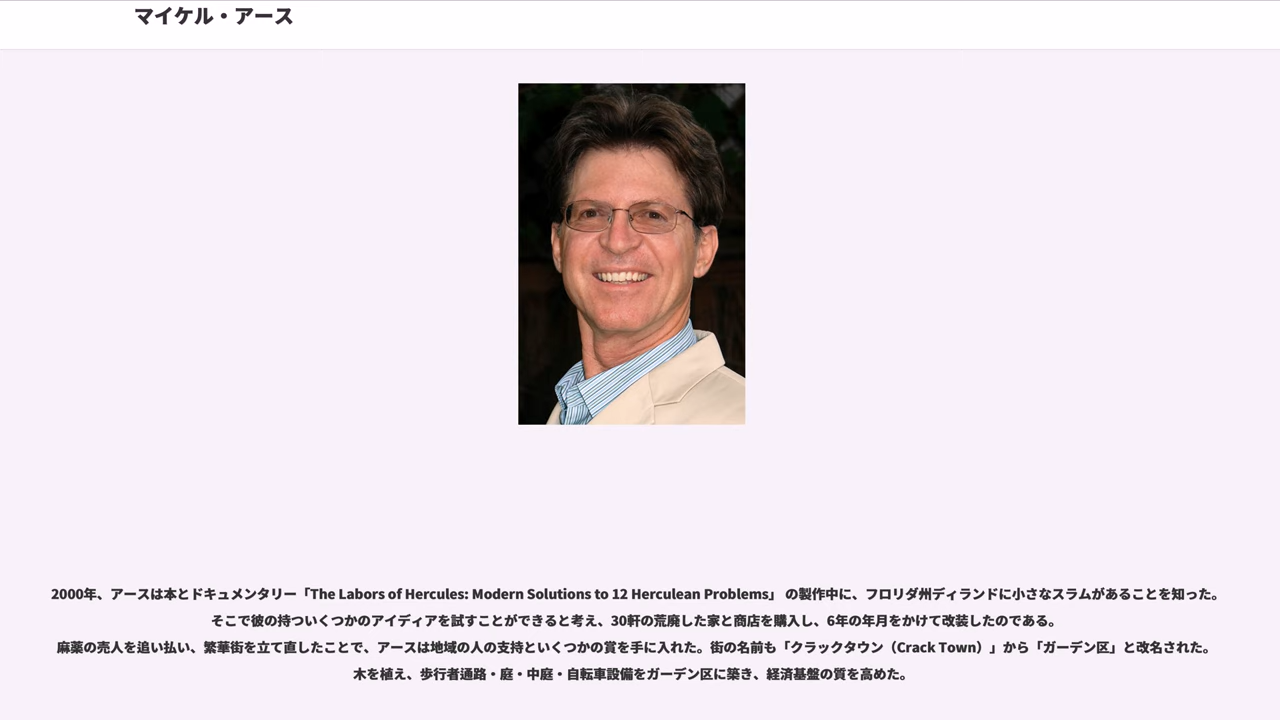 マイケル・アース
2000年、アースは本とドキュメンタリー「The Labors of Hercules: Modern Solutions to 12 Herculean Problems」 の製作中に、フロリダ州ディランドに小さなスラムがあることを知った。
そこで彼の持ついくつかのアイディアを試すことができると考え、30軒の荒廃した家と商店を購入し、6年の年月をかけて改装したのである。
麻薬の売人を追い払い、繁華街を立て直したことで、アースは地域の人の支持といくつかの賞を手に入れた。街の名前も「クラックタウン（Crack Town）」から「ガーデン区」と改名された。
木を植え、歩行者通路・庭・中庭・自転車設備をガーデン区に築き、経済基盤の質を高めた。